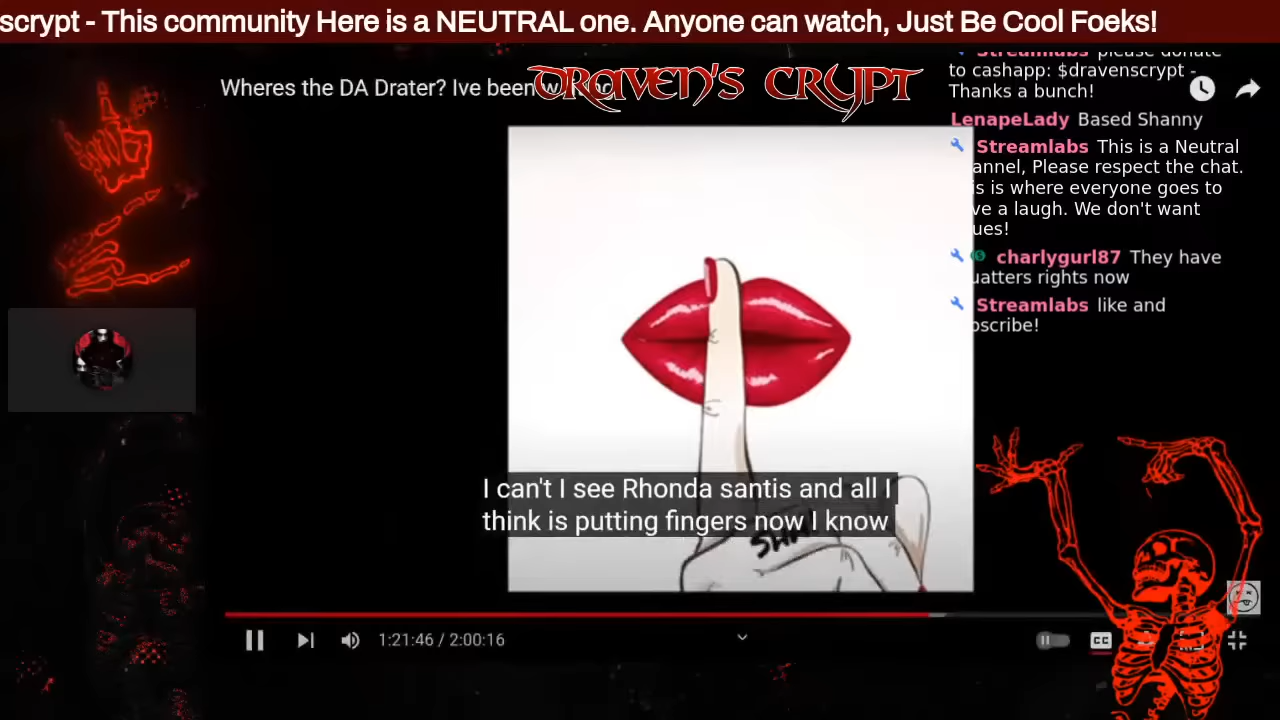 scrypt - This community Here is a NEUTRAL one. Anyone can watch, Just Be Cool Foeks!
Wheres the DA Drater? Ive been
DRAVEN'S CRYPT
Streamlabs please donate
to cashapp: $dravenscrypt -
Thanks a bunch!
LenapeLady Based Shanny
Streamlabs This is a Neutral
annel, Please respect the chat.
is is where everyone goes to
ve a laugh. We don't want
ues!
charlygurl87 They have
uatters rights now
Streamlabs like and
oscribe!
I can't I see Rhonda santis and all I
think is putting fingers now I know
1:21:46 / 2:00:16
CC